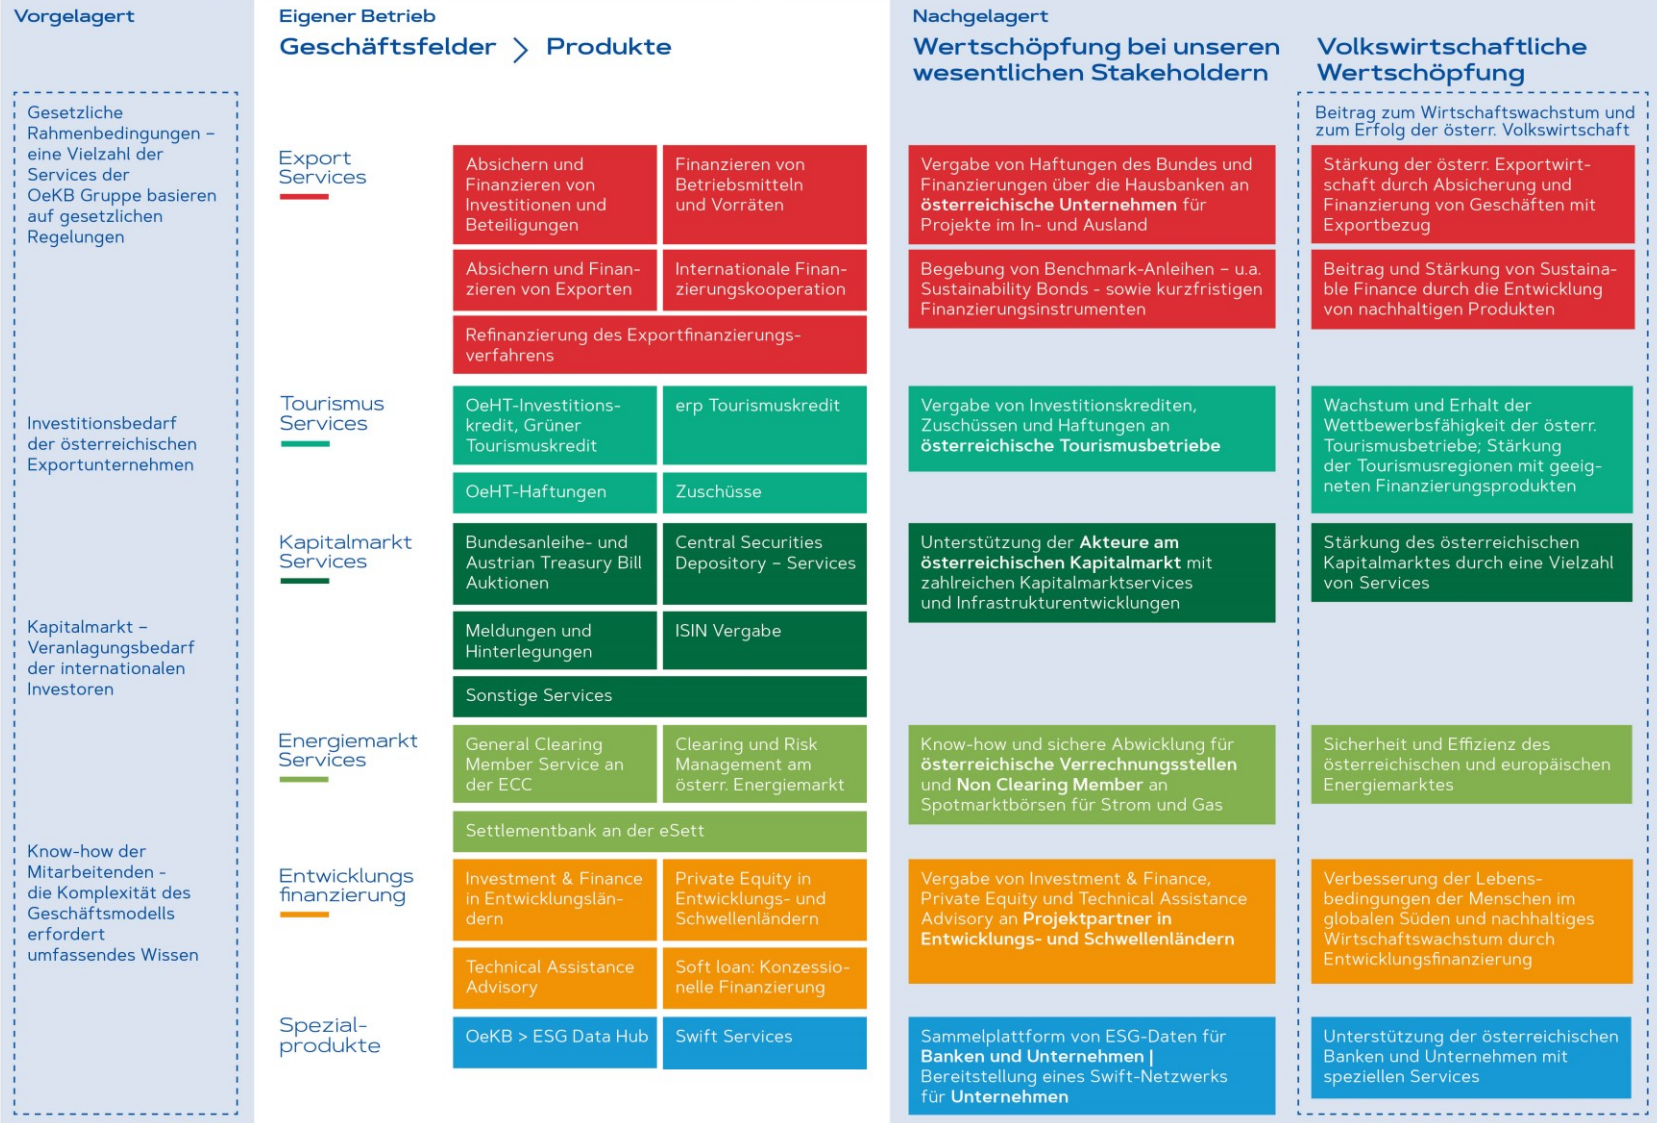 Vorgelagert
Gesetzliche
Rahmenbedingungen –
eine Vielzahl der
Services der
OeKB Gruppe basieren
auf gesetzlichen
Regelungen
Investitionsbedarf
der österreichischen
Exportunternehmen
Kapitalmarkt –
Veranlagungsbedarf
der internationalen
Investoren
Know-how der
Mitarbeitenden -
die Komplexität des
Geschäftsmodells
erfordert
umfassendes Wissen
Eigener Betrieb
Geschäftsfelder > Produkte
Nachgelagert
Wertschöpfung bei unseren
wesentlichen Stakeholdern
Volkswirtschaftliche
Wertschöpfung
Beitrag zum Wirtschaftswachstum und
zum Erfolg der österr. Volkswirtschaft
Export
Services
Absichern und
Finanzieren von
Investitionen und
Beteiligungen
Finanzieren von
Betriebsmitteln
und Vorräten
Absichern und Finan-
zieren von Exporten
Internationale Finan-
zierungskooperation
Refinanzierung des Exportfinanzierungs-
verfahrens
Vergabe von Haftungen des Bundes und
Finanzierungen über die Hausbanken an
österreichische Unternehmen für
Projekte im In- und Ausland
Begebung von Benchmark-Anleihen – u.a.
Sustainability Bonds - sowie kurzfristigen
Finanzierungsinstrumenten
Stärkung der österr. Exportwirt-
schaft durch Absicherung und
Finanzierung von Geschäften mit
Exportbezug
Beitrag und Stärkung von Sustaina-
ble Finance durch die Entwicklung
von nachhaltigen Produkten
Tourismus
Services
OeHT-Investitions-
kredit, Grüner
Tourismuskredit
erp Tourismuskredit
OeHT-Haftungen
Zuschüsse
Vergabe von Investitionskrediten,
Zuschüssen und Haftungen an
österreichische Tourismusbetriebe
Wachstum und Erhalt der
Wettbewerbsfähigkeit der österr.
Tourismusbetriebe; Stärkung
der Tourismusregionen mit geeig-
neten Finanzierungsprodukten
Kapitalmarkt
Services
Bundesanleihe- und
Austrian Treasury Bill
Auktionen
Central Securities
Depository – Services
Meldungen und
Hinterlegungen
ISIN Vergabe
Sonstige Services
Unterstützung der Akteure am
österreichischen Kapitalmarkt mit
zahlreichen Kapitalmarktservices
und Infrastrukturentwicklungen
Stärkung des österreichischen
Kapitalmarktes durch eine Vielzahl
von Services
Energiemarkt
Services
General Clearing
Member Service an
der ECC
Clearing und Risk
Management am
österr. Energiemarkt
Settlementbank an der eSett
Know-how und sichere Abwicklung für
österreichische Verrechnungsstellen
und Non Clearing Member an
Spotmarktbörsen für Strom und Gas
Sicherheit und Effizienz des
österreichischen und europäischen
Energiemarktes
Entwicklungs
finanzierung
Investment & Finance
in Entwicklungslän-
dern
Private Equity in
Entwicklungs- und
Schwellenländern
Technical Assistance
Advisory
Soft loan: Konzessio-
nelle Finanzierung
Vergabe von Investment & Finance,
Private Equity und Technical Assistance
Advisory an Projektpartner in
Entwicklungs- und Schwellenländern
Verbesserung der Lebens-
bedingungen der Menschen im
globalen Süden und nachhaltiges
Wirtschaftswachstum durch
Entwicklungsfinanzierung
Spezial-
produkte
OeKB > ESG Data Hub
Swift Services
Sammelplattform von ESG-Daten für
Banken und Unternehmen |
Bereitstellung eines Swift-Netzwerks
für Unternehmen
Unterstützung der österreichischen
Banken und Unternehmen mit
speziellen Services